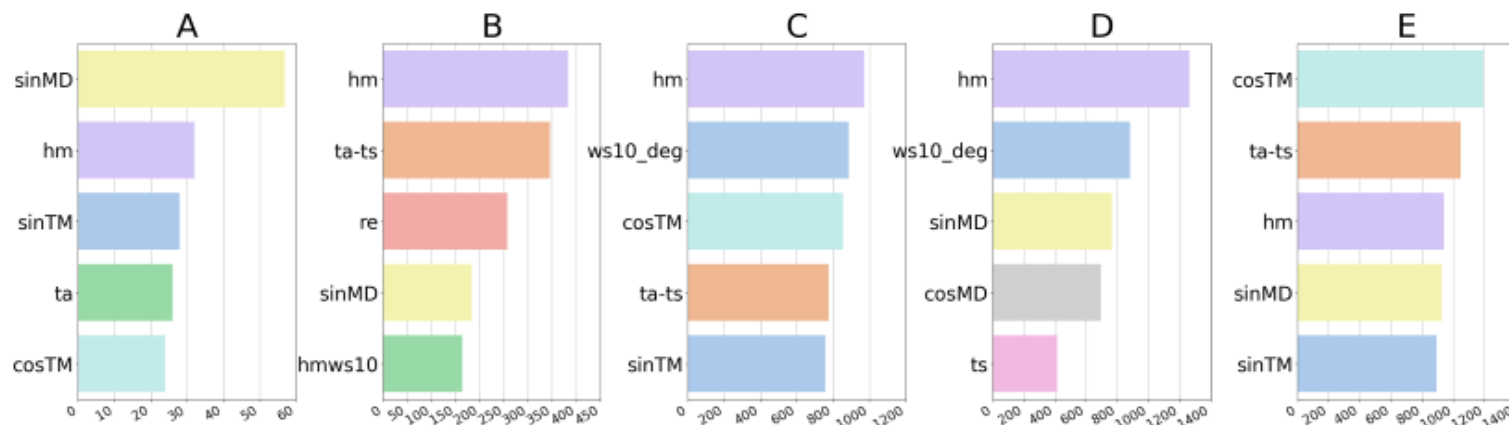 A
sinMD
hm
sinTM
ta
cosTM
0 10 20 30 40 50 60
B
hm
ta-ts
re
sinMD
hmws10
0 50 100 150 200 250 300 350 400 450
C
hm
ws10_deg
cosTM
ta-ts
sinTM
0 200 400 600 800 1000 1200
D
hm
ws10_deg
sinMD
cosMD
ts
0 200 400 600 800 1000 1200 1400
E
cosTM
ta-ts
hm
sinMD
sinTM
0 200 400 600 800 1000 1200 1400